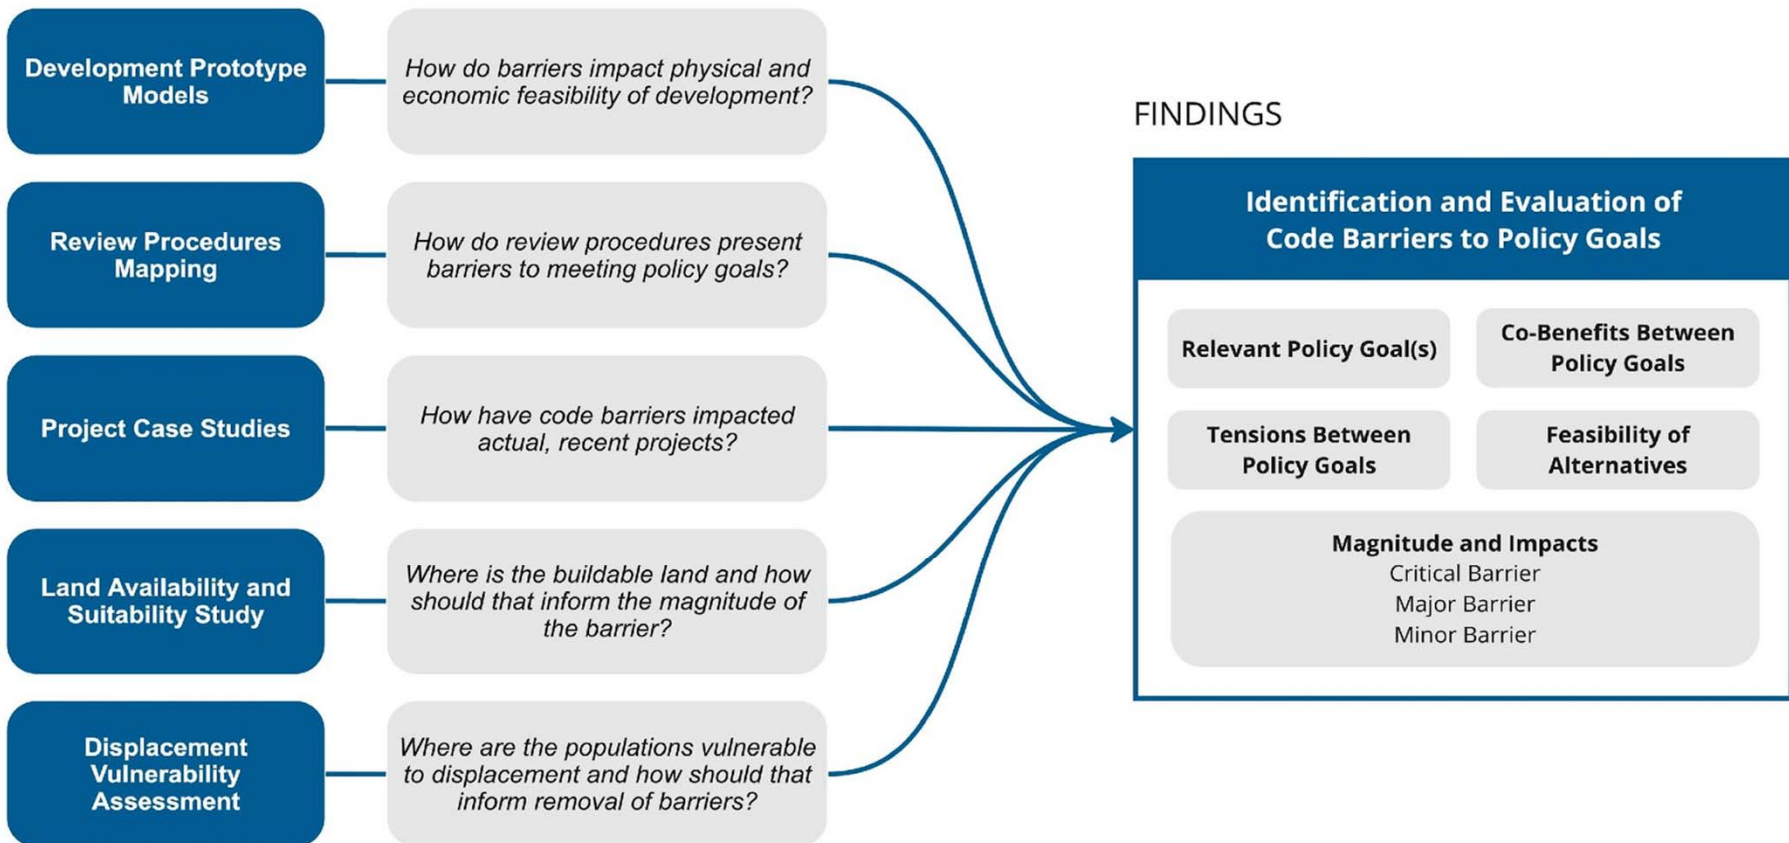 Development Prototype
Models
How do barriers impact physical and
economic feasibility of development?
Review Procedures
Mapping
How do review procedures present
barriers to meeting policy goals?
Project Case Studies
How have code barriers impacted
actual, recent projects?
Land Availability and
Suitability Study
Where is the buildable land and how
should that inform the magnitude of
the barrier?
Displacement
Vulnerability
Assessment
Where are the populations vulnerable
to displacement and how should that
inform removal of barriers?
FINDINGS
Identification and Evaluation of
Code Barriers to Policy Goals
Relevant Policy Goal(s)
Co-Benefits Between
Policy Goals
Tensions Between
Policy Goals
Feasibility of
Alternatives
Magnitude and Impacts
Critical Barrier
Major Barrier
Minor Barrier